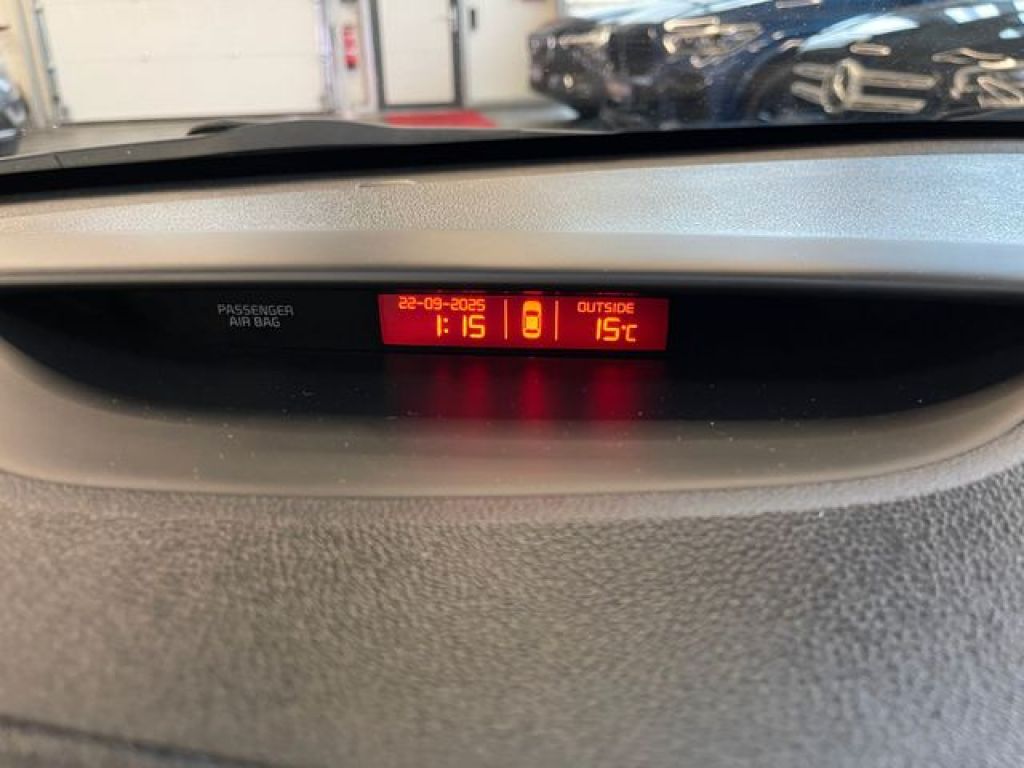 PASSENGER
AIR BAG
22-09-2025
1:15
OUTSIDE
15°C